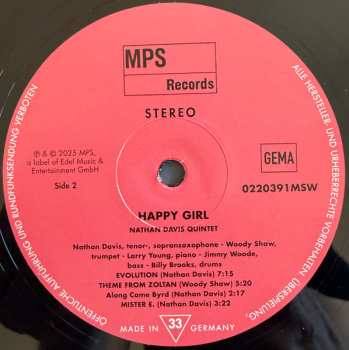 MPS
Records
STEREO
℗ & © 2025 MPS,
a label of Edel Music &
Entertainment GmbH
Side 2
GEMA
0220391MSW
HAPPY GIRL
NATHAN DAVIS QUINTET
Nathan Davis, tenor-, sopransaxophone - Woody Shaw,
trumpet - Larry Young, piano - Jimmy Woode,
bass - Billy Brooks, drums
EVOLUTION (Nathan Davis) 7:15
THEME FROM ZOLTAN (Woody Shaw) 5:20
Along Came Byrd (Nathan Davis) 2:17
MISTER E. (Nathan Davis) 3:22
MADE IN 33 GERMANY
ALLE HERSTELLER- UND URHEBERRECHTE VORBEHALTEN! ÜBERSPIELUNG,
ÖFFENTLICHE AUFFÜHRUNG UND RUNDFUNKSENDUNG VERBOTEN